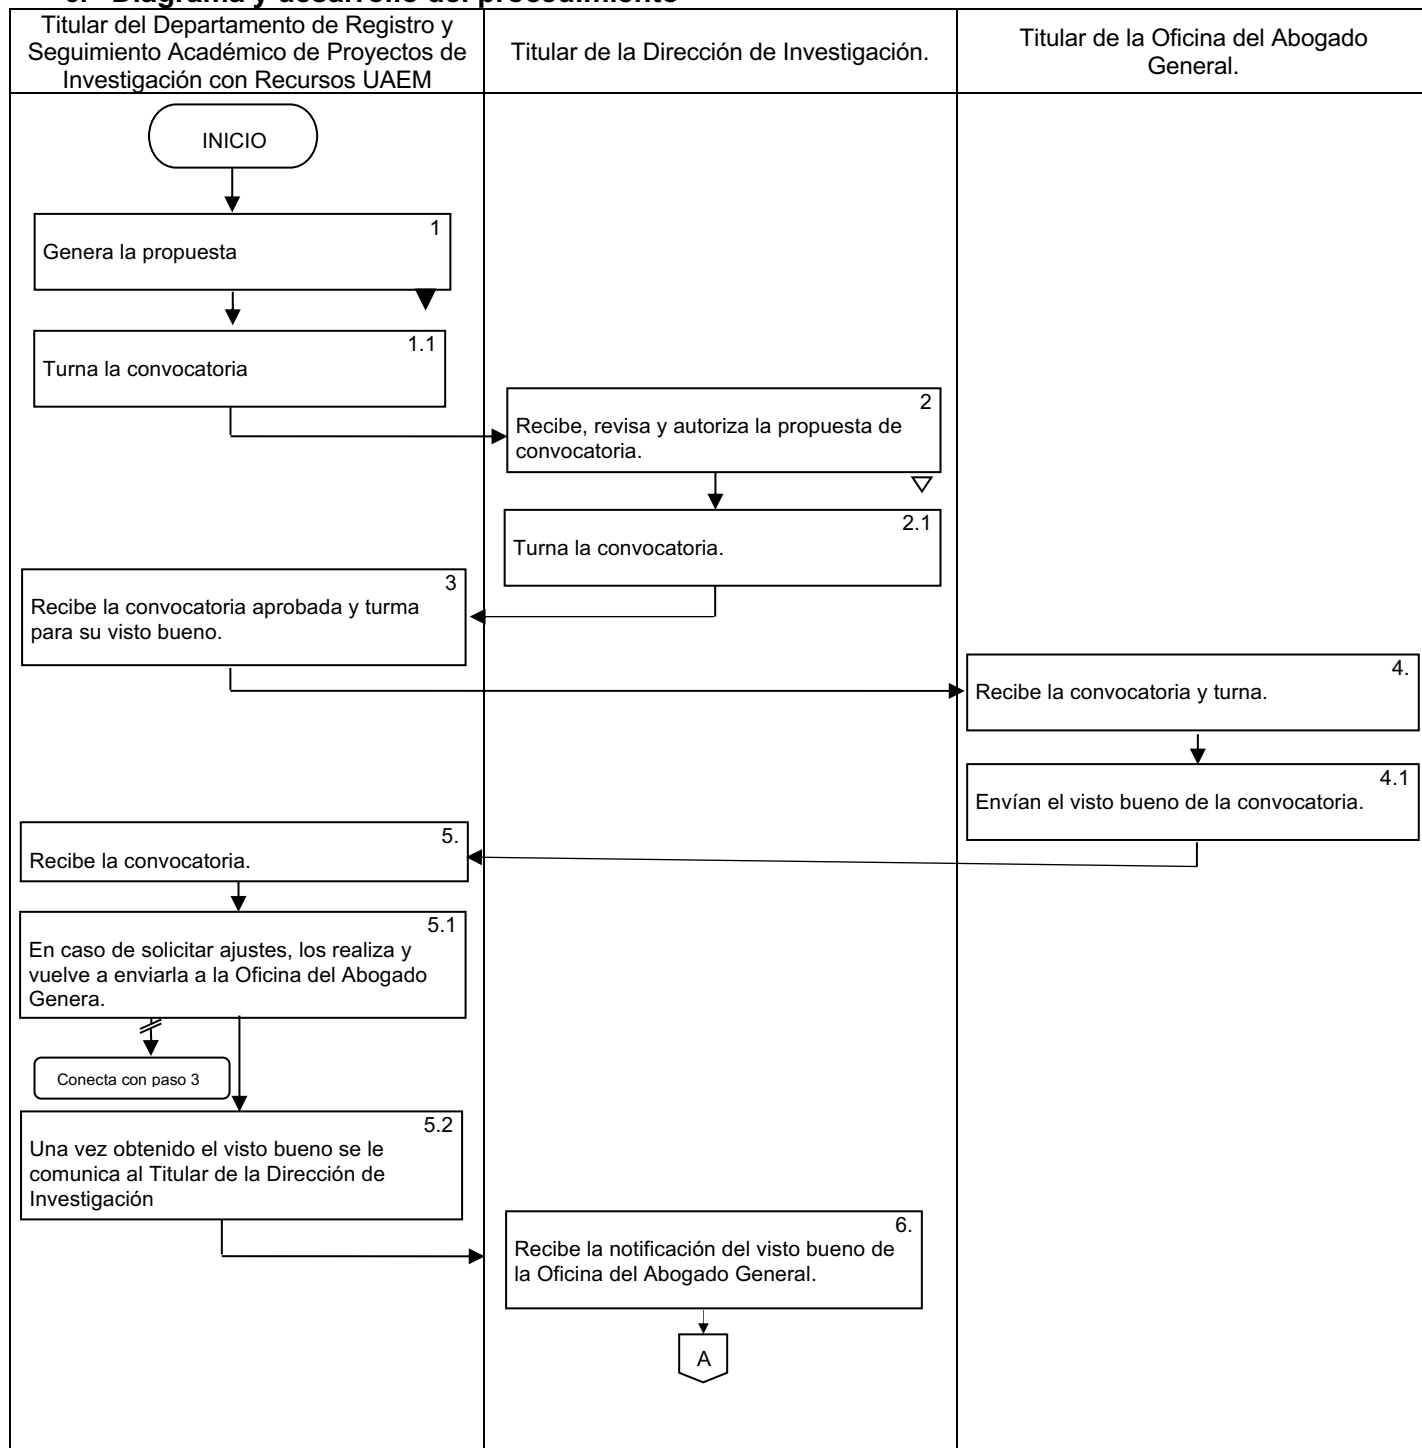 Diagrama y desarrollo del procedimiento
Titular del Departamento de Registro y
Seguimiento Académico de Proyectos de
Investigación con Recursos UAEM
Titular de la Dirección de Investigación.
Titular de la Oficina del Abogado
General.
INICIO
1
Genera la propuesta
1.1
Turna la convocatoria
2
Recibe, revisa y autoriza la propuesta de
convocatoria.
2.1
Turna la convocatoria.
3
Recibe la convocatoria aprobada y turma
para su visto bueno.
4.
Recibe la convocatoria y turna.
4.1
Envían el visto bueno de la convocatoria.
5.
Recibe la convocatoria.
5.1
En caso de solicitar ajustes, los realiza y
vuelve a enviarla a la Oficina del Abogado
Genera.
Conecta con paso 3
5.2
Una vez obtenido el visto bueno se le
comunica al Titular de la Dirección de
Investigación
6.
Recibe la notificación del visto bueno de
la Oficina del Abogado General.
A